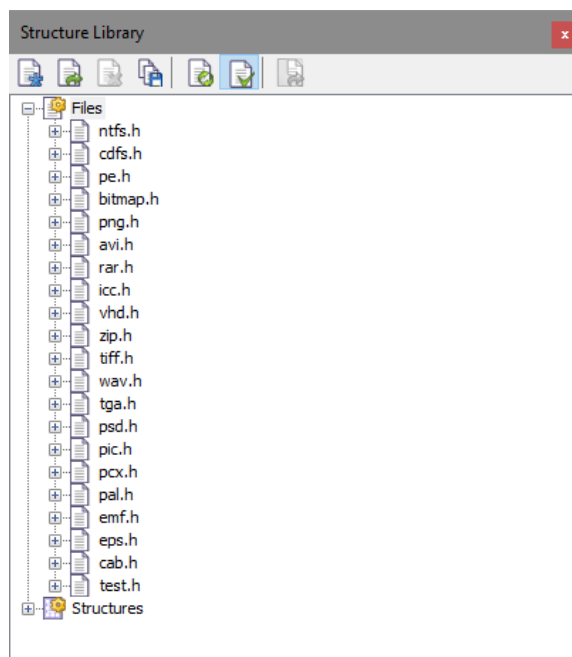 Structure Library
x
Files
ntfs.h
cdfs.h
pe.h
bitmap.h
png.h
avi.h
rar.h
icc.h
vhd.h
zip.h
tiff.h
wav.h
tga.h
psd.h
pic.h
pcx.h
pal.h
emf.h
eps.h
cab.h
test.h
Structures